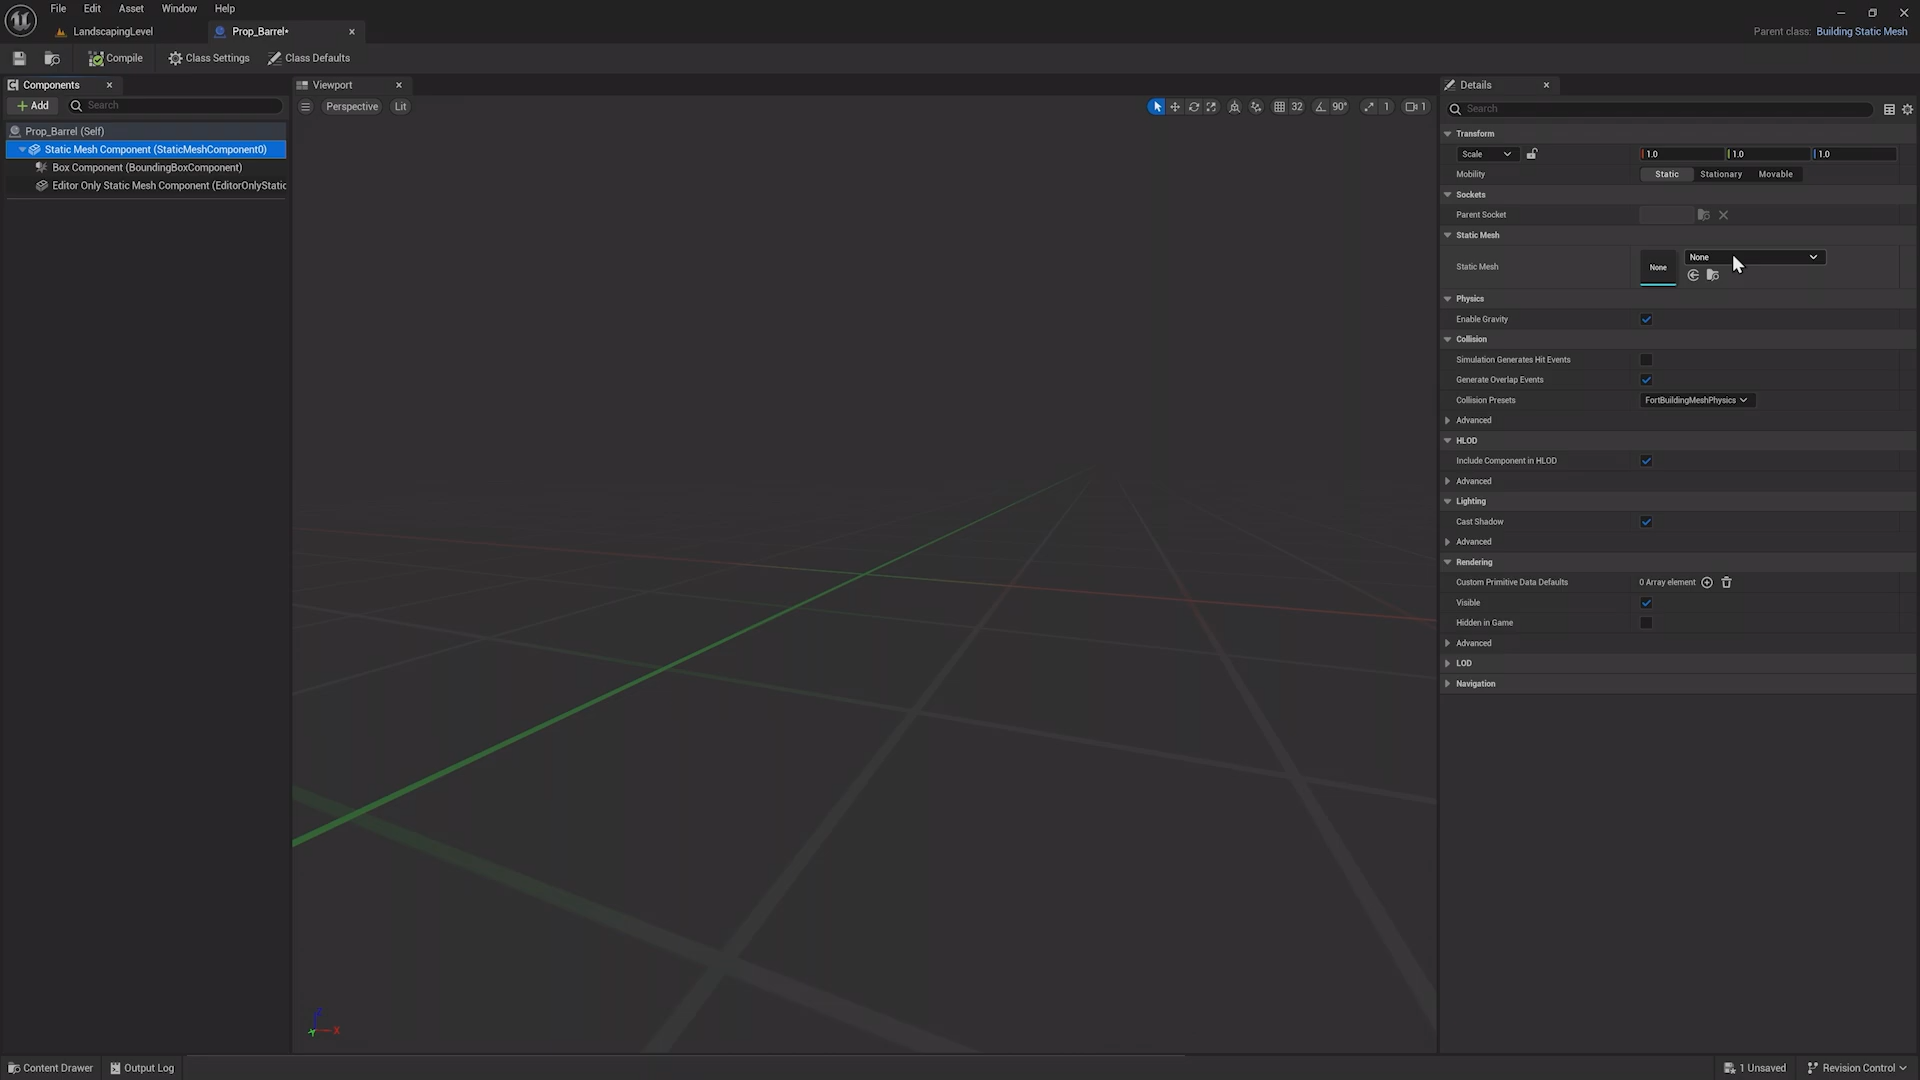 File Edit Asset Window Help
LandscapingLevel
Prop_Barrel*
Parent class: Building Static Mesh
Compile
Class Settings
Class Defaults
Components
Viewport
Details
+ Add
Search
Perspective
Lit
32
90°
1
1
Search
Prop_Barrel (Self)
Static Mesh Component (StaticMeshComponent0)
Box Component (BoundingBoxComponent)
Editor Only Static Mesh Component (EditorOnlyStatic
Transform
Scale
1.0
1.0
1.0
Mobility
Static
Stationary
Movable
Sockets
Parent Socket
Static Mesh
Static Mesh
None
None
Physics
Enable Gravity
Collision
Simulation Generates Hit Events
Generate Overlap Events
Collision Presets
FortBuildingMeshPhysics
Advanced
HLOD
Include Component in HLOD
Advanced
Lighting
Cast Shadow
Advanced
Rendering
Custom Primitive Data Defaults
0 Array element
Visible
Hidden in Game
Advanced
LOD
Navigation
Z
X
Content Drawer
Output Log
1 Unsaved
Revision Control